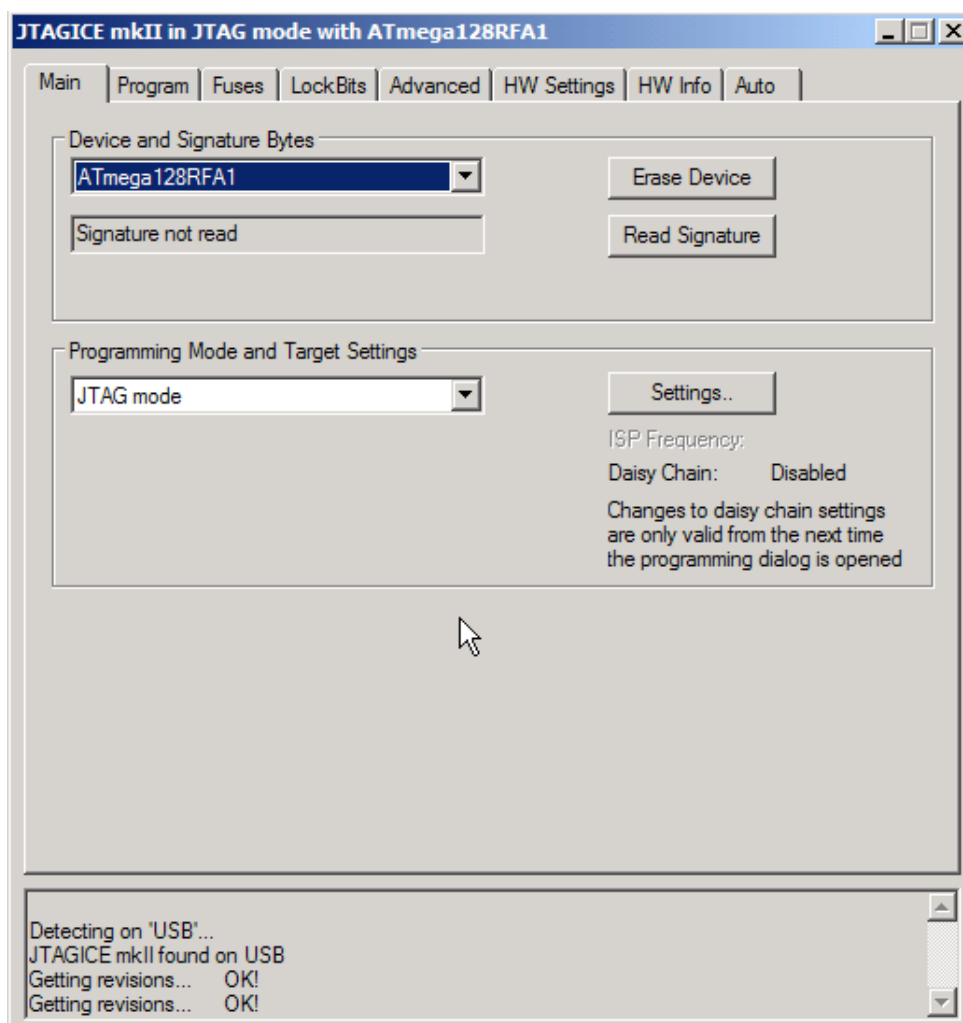 JTAGICE mkII in JTAG mode with ATmega128RFA1
Main Program Fuses LockBits Advanced HW Settings HW Info Auto
Device and Signature Bytes
ATmega128RFA1 Erase Device
Signature not read Read Signature
Programming Mode and Target Settings
JTAG mode Settings..
ISP Frequency:
Daisy Chain: Disabled
Changes to daisy chain settings
are only valid from the next time
the programming dialog is opened
Detecting on 'USB'...
JTAGICE mkII found on USB
Getting revisions... OK!
Getting revisions... OK!